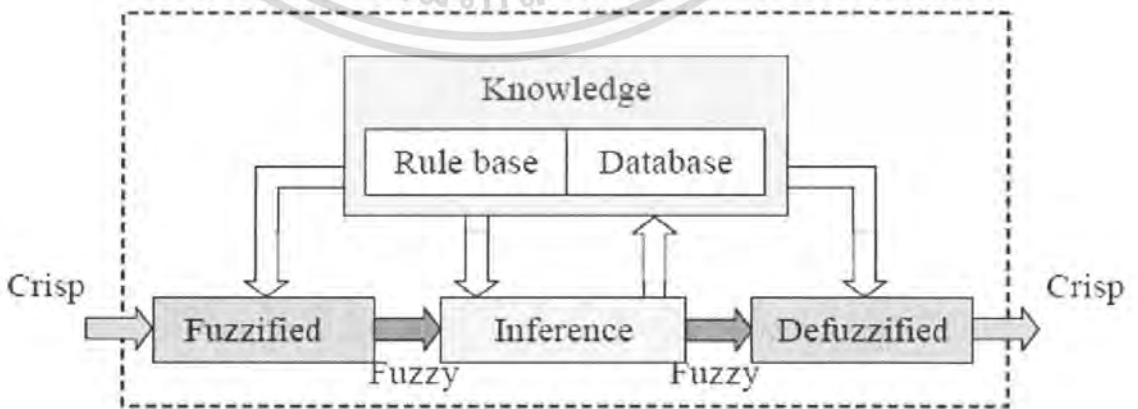 Knowledge
Rule base Database
Crisp Crisp
Fuzzified Inference Defuzzified
Fuzzy Fuzzy